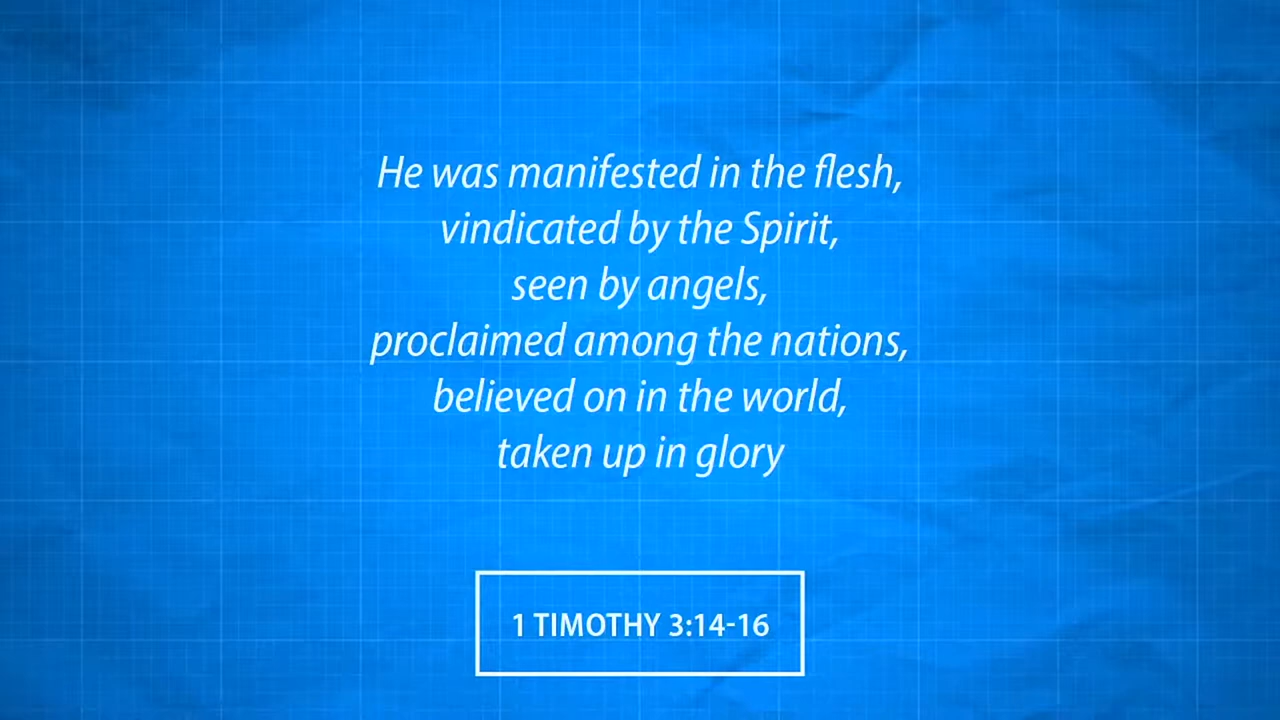 He was manifested in the flesh,
vindicated by the Spirit,
seen by angels,
proclaimed among the nations,
believed on in the world,
taken up in glory
1 TIMOTHY 3:14-16